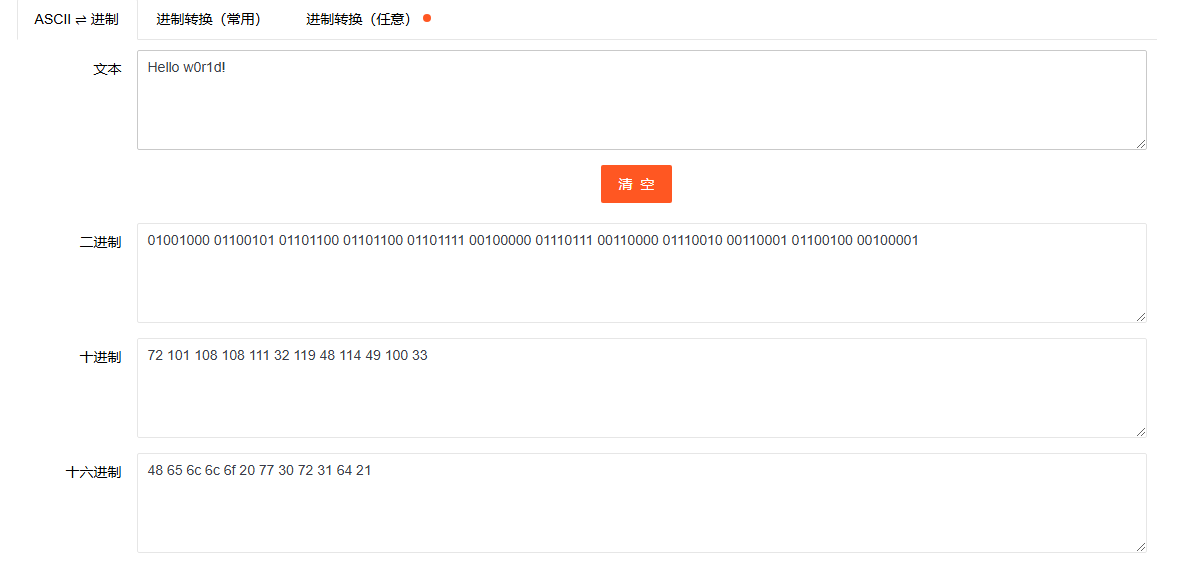 ASCII ⇌ 进制 进制转换（常用） 进制转换（任意）
文本 Hello w0r1d!
清 空
二进制 01001000 01100101 01101100 01101100 01101111 00100000 01110111 00110000 01110010 00110001 01100100 00100001
十进制 72 101 108 108 111 32 119 48 114 49 100 33
十六进制 48 65 6c 6c 6f 20 77 30 72 31 64 21